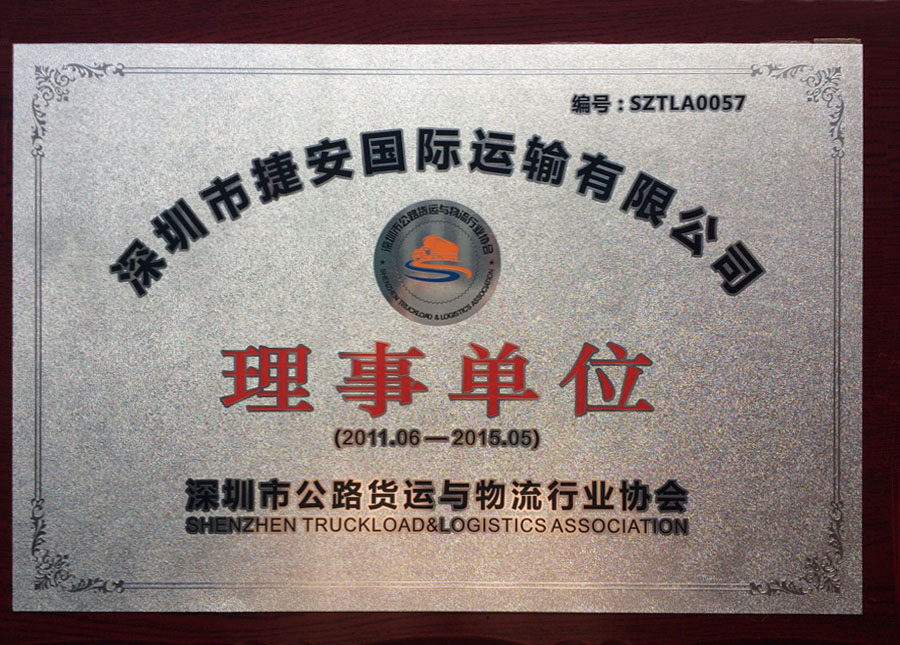 编号：SZTLA0057
深圳市捷安国际运输有限公司
深圳市公路货运与物流行业协会
SHENZHEN TRUCKLOAD & LOGISTICS ASSOCIATION
理事单位
(2011.06—2015.05)
深圳市公路货运与物流行业协会
SHENZHEN TRUCKLOAD&LOGISTICS ASSOCIATION